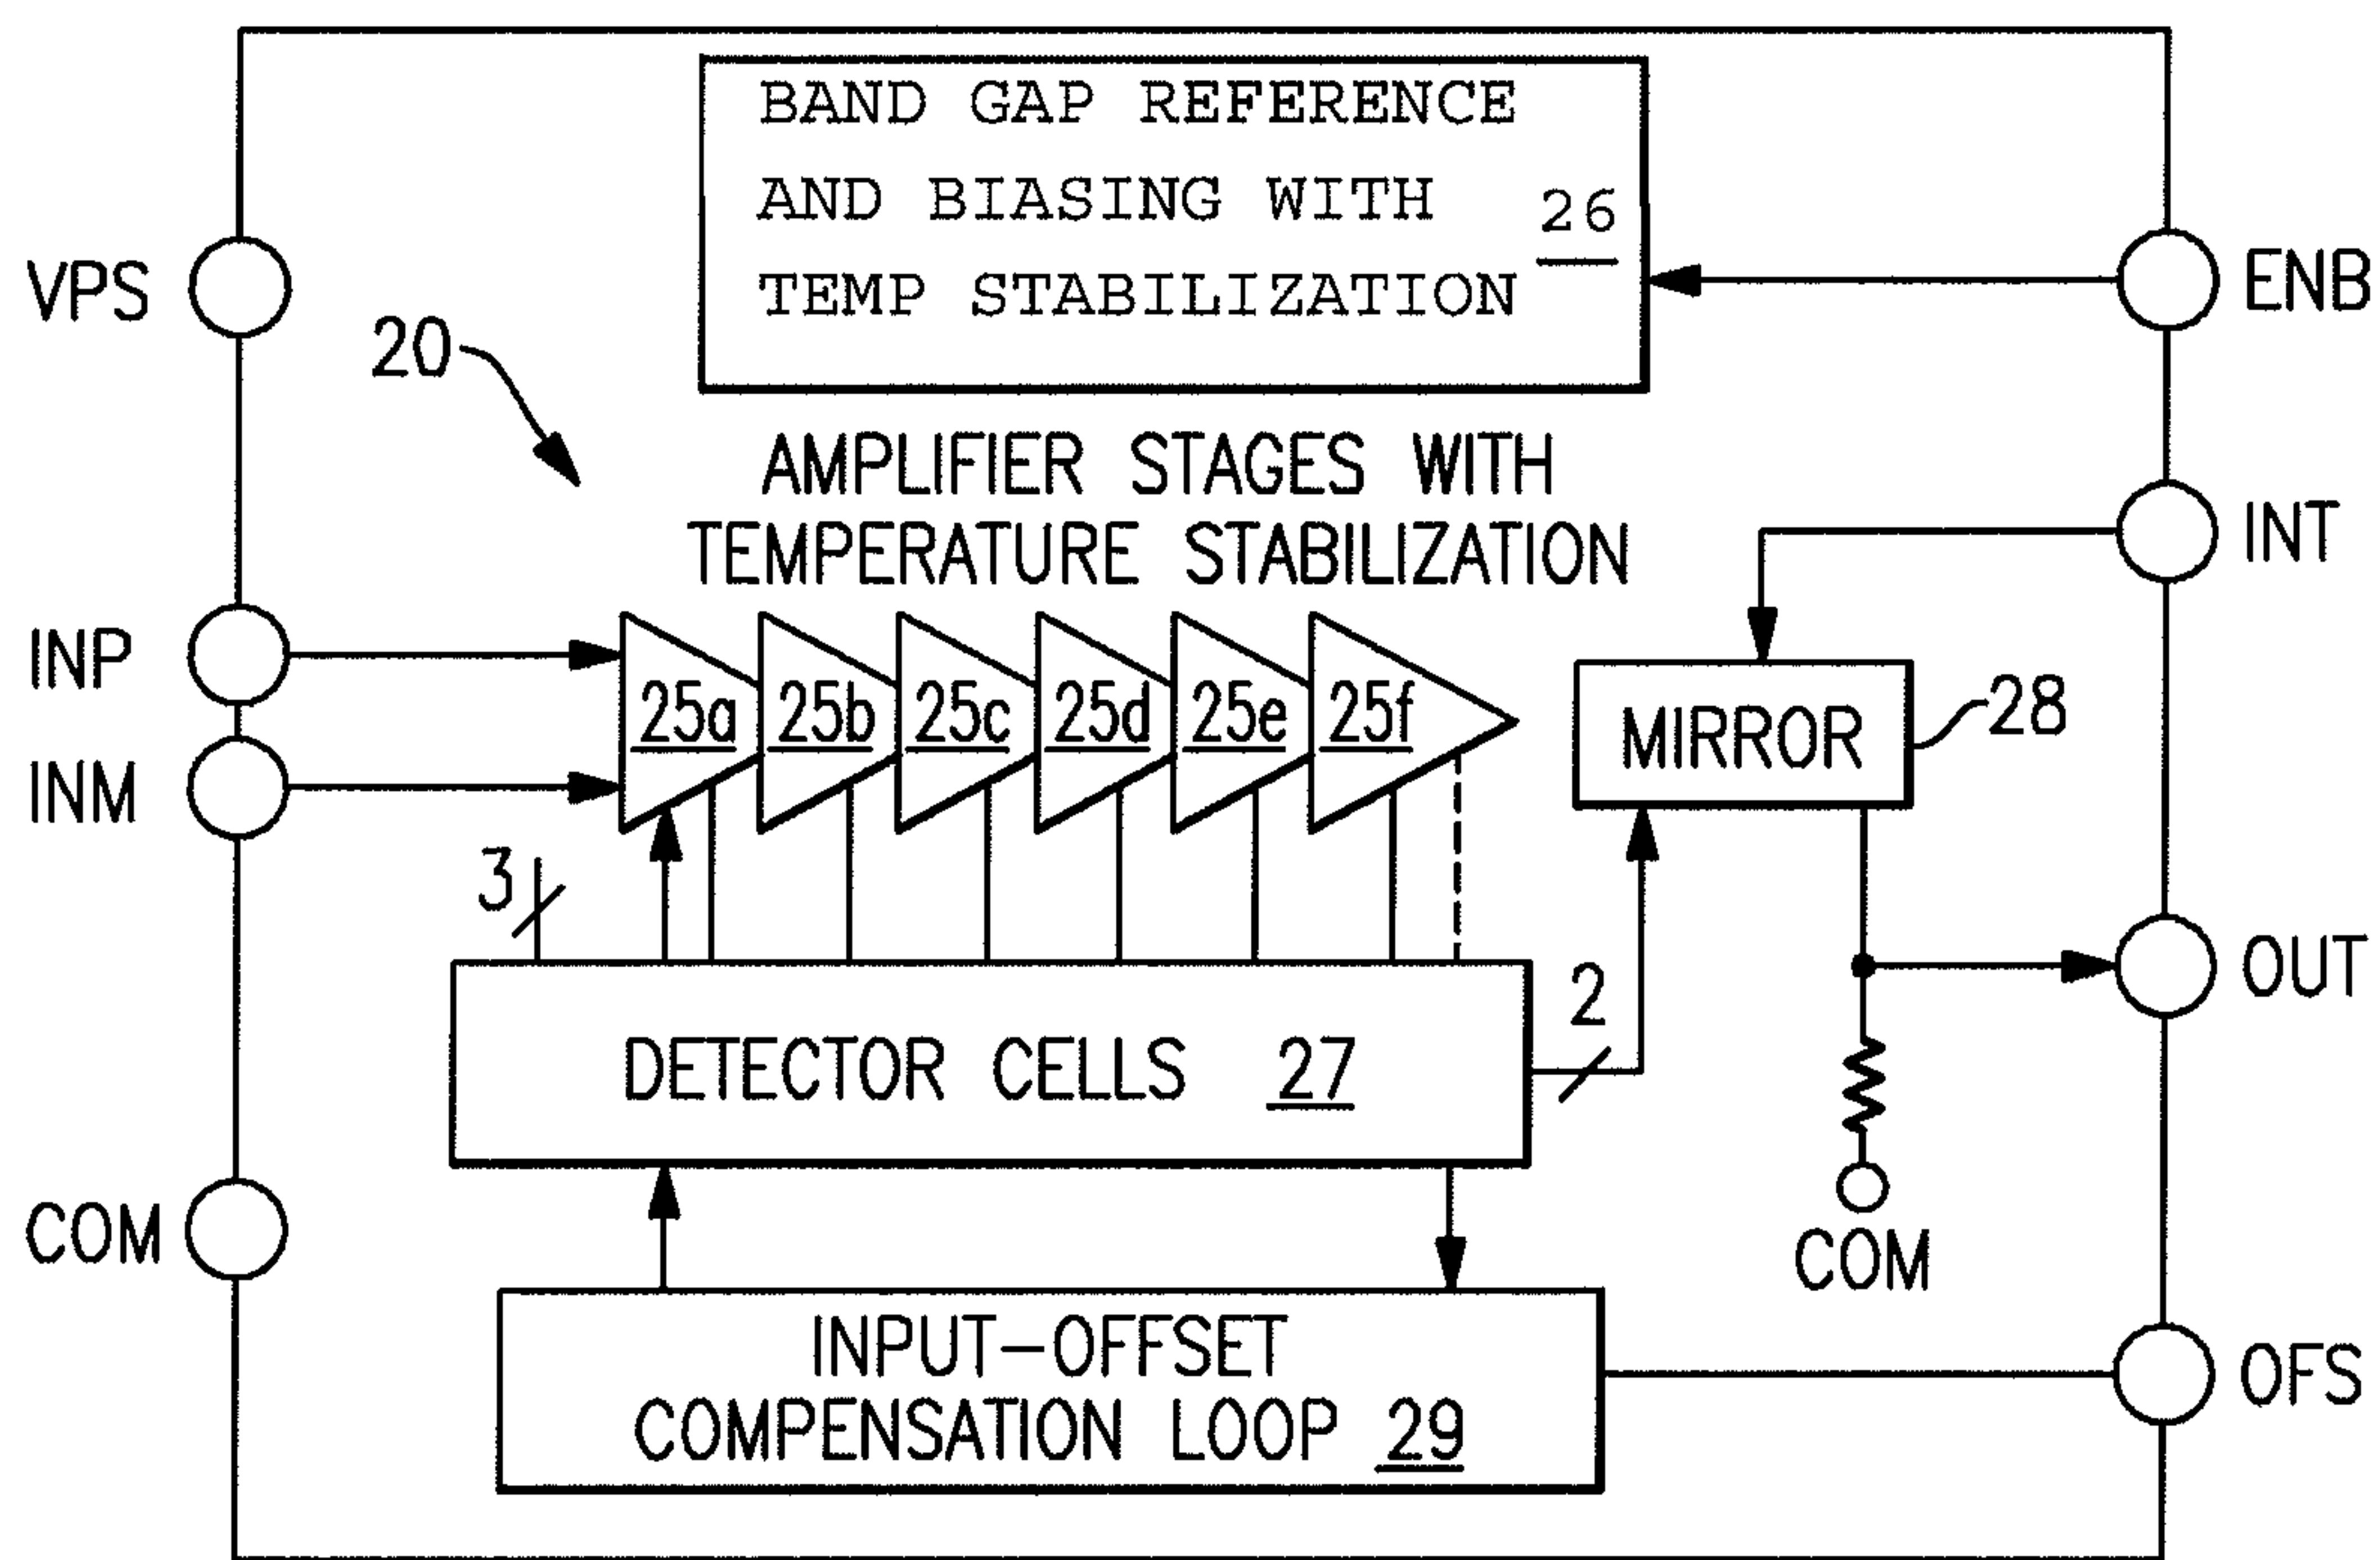 BAND GAP REFERENCE
AND BIASING WITH 26
TEMP STABILIZATION
VPS
ENB
20
AMPLIFIER STAGES WITH
TEMPERATURE STABILIZATION
INT
INP
25a 25b 25c 25d 25e 25f
MIRROR
28
INM
3
2
OUT
DETECTOR CELLS 27
COM
COM
INPUT-OFFSET
COMPENSATION LOOP 29
OFS